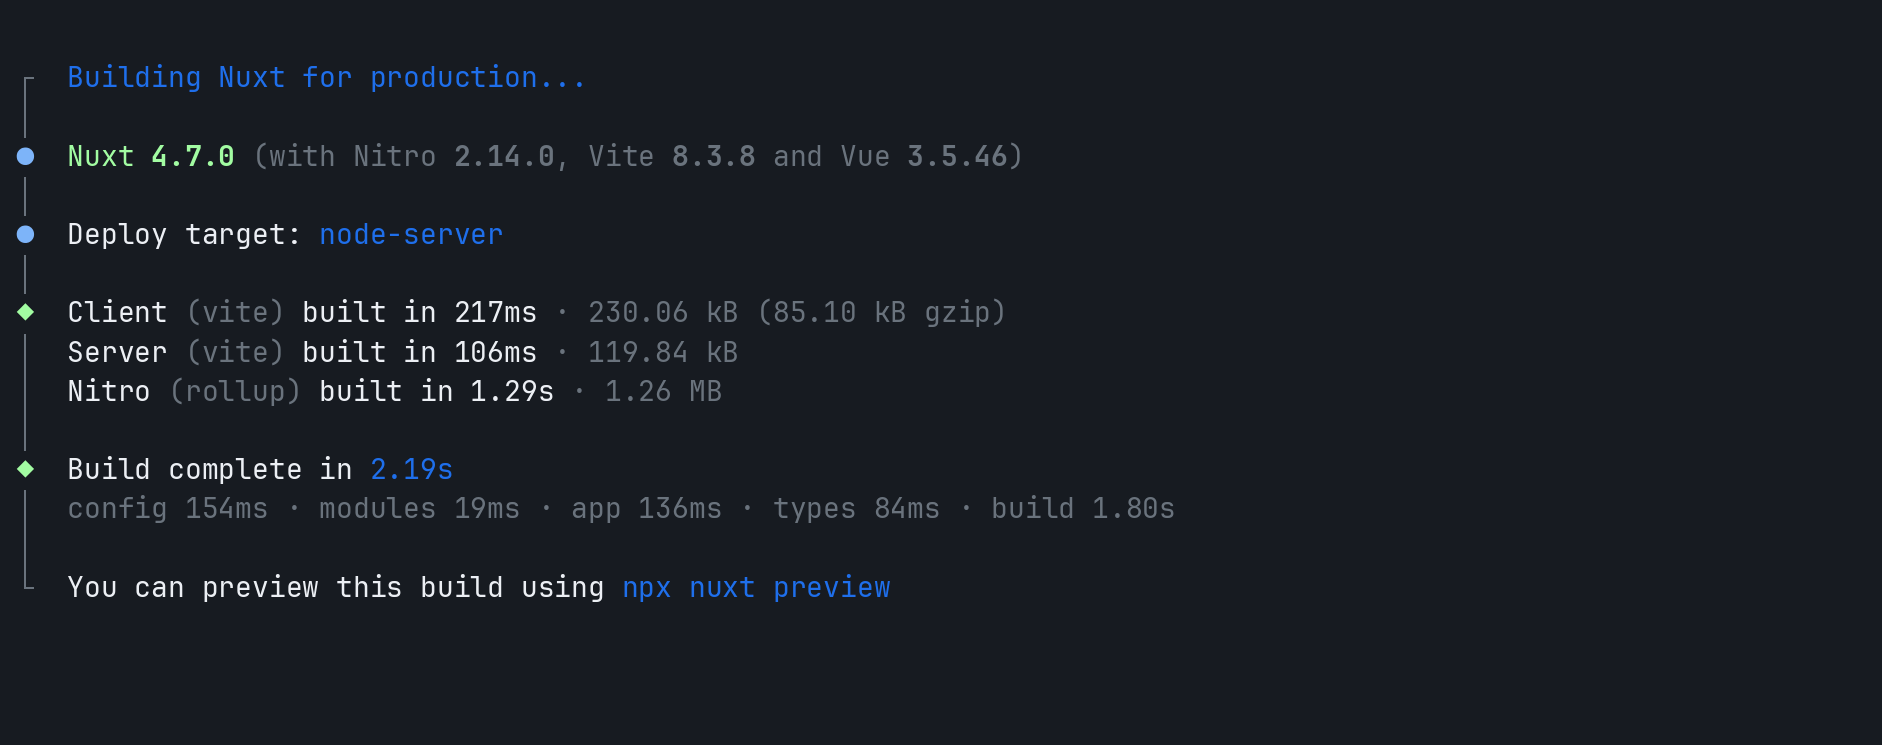 Building Nuxt for production...
Nuxt 4.7.0 (with Nitro 2.14.0, Vite 8.3.8 and Vue 3.5.46)
Deploy target: node-server
Client (vite) built in 217ms · 230.06 kB (85.10 kB gzip)
Server (vite) built in 106ms · 119.84 kB
Nitro (rollup) built in 1.29s · 1.26 MB
Build complete in 2.19s
config 154ms · modules 19ms · app 136ms · types 84ms · build 1.80s
You can preview this build using npx nuxt preview